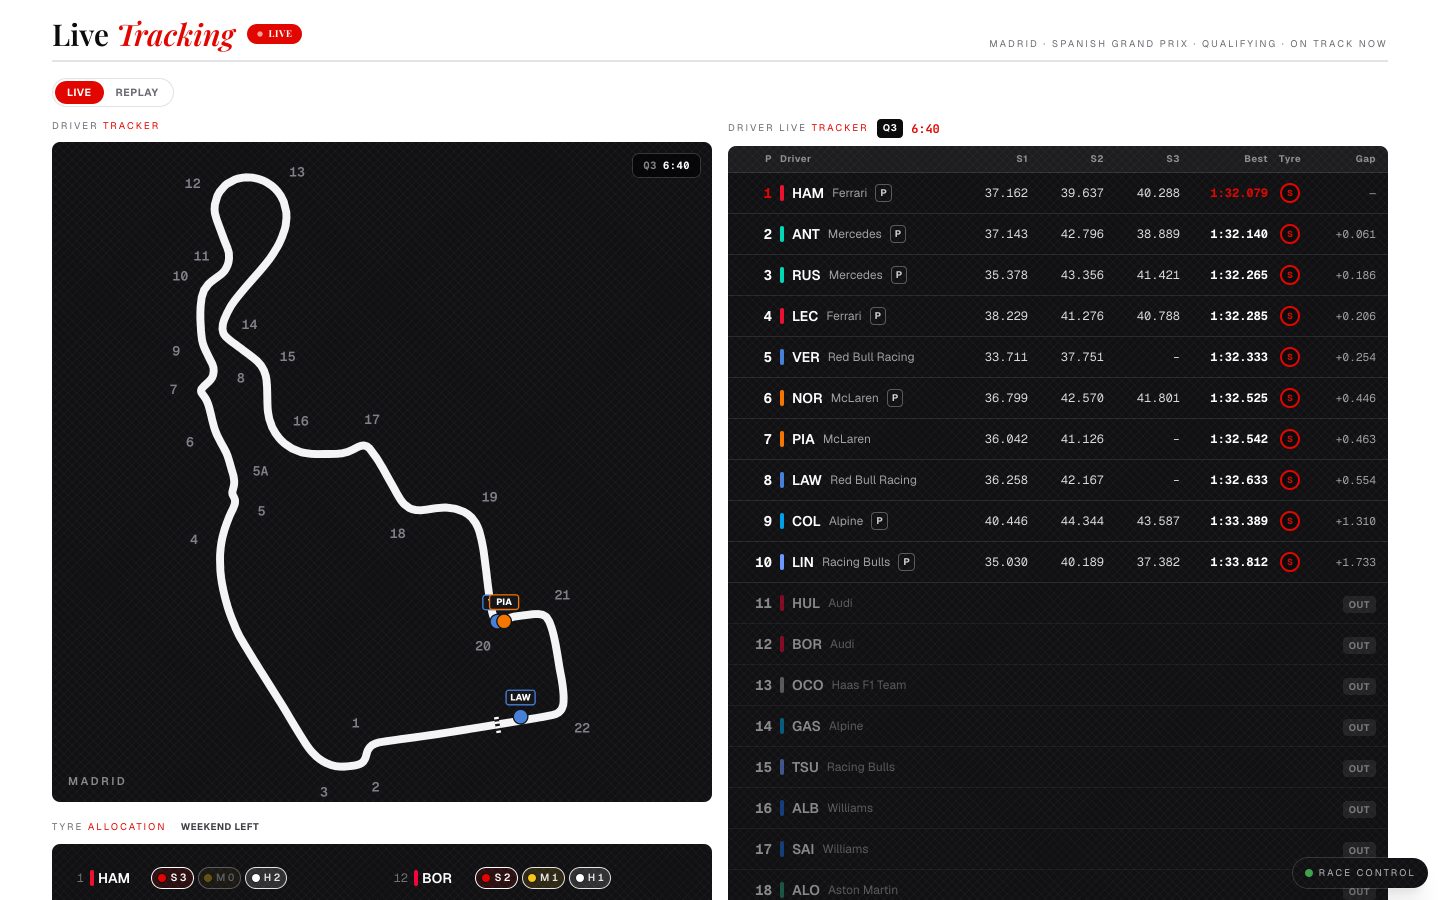 Live Tracking LIVE
MADRID · SPANISH GRAND PRIX · QUALIFYING · ON TRACK NOW
LIVE REPLAY
DRIVER TRACKER
Q3 6:40
13
12
11
10
14
9
15
8
7
16
17
6
5A
19
5
18
4
21
PIA
20
LAW
1
22
MADRID
2
3
DRIVER LIVE TRACKER Q3 6:40
P Driver S1 S2 S3 Best Tyre Gap
1 HAM Ferrari P 37.162 39.637 40.288 1:32.079 S –
2 ANT Mercedes P 37.143 42.796 38.889 1:32.140 S +0.061
3 RUS Mercedes P 35.378 43.356 41.421 1:32.265 S +0.186
4 LEC Ferrari P 38.229 41.276 40.788 1:32.285 S +0.206
5 VER Red Bull Racing 33.711 37.751 – 1:32.333 S +0.254
6 NOR McLaren P 36.799 42.570 41.801 1:32.525 S +0.446
7 PIA McLaren 36.042 41.126 – 1:32.542 S +0.463
8 LAW Red Bull Racing 36.258 42.167 – 1:32.633 S +0.554
9 COL Alpine P 40.446 44.344 43.587 1:33.389 S +1.310
10 LIN Racing Bulls P 35.030 40.189 37.382 1:33.812 S +1.733
11 HUL Audi OUT
12 BOR Audi OUT
13 OCO Haas F1 Team OUT
14 GAS Alpine OUT
15 TSU Racing Bulls OUT
16 ALB Williams OUT
17 SAI Williams OUT
18 ALO Aston Martin OUT
TYRE ALLOCATION WEEKEND LEFT
1 HAM S 3 M 0 H 2
12 BOR S 2 M 1 H 1
RACE CONTROL